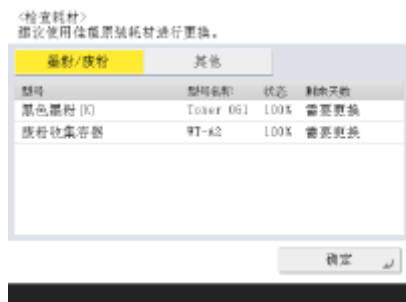 <检查耗材>
建议使用佳能原装耗材进行更换。
墨粉/废粉 其他
型号 型号名称 状态 剩余天数
黑色墨粉 (K) Toner 061 100% 需要更换
废粉收集容器 WT-A2 100% 需要更换
确定